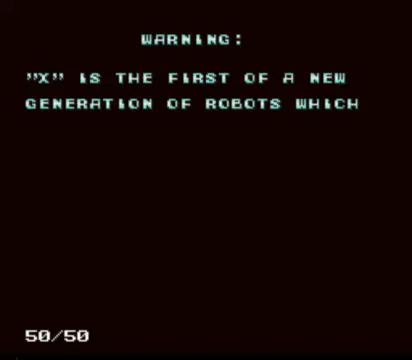 WARNING:
"X" IS THE FIRST OF A NEW
GENERATION OF ROBOTS WHICH
50/50